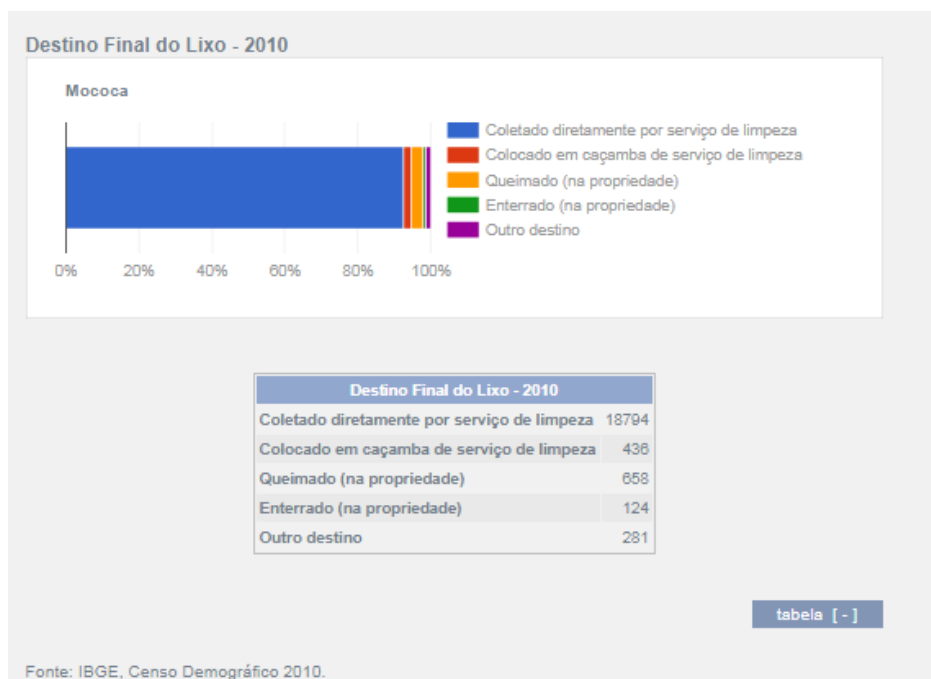 Destino Final do Lixo - 2010
Mococa
Coletado diretamente por serviço de limpeza
Colocado em caçamba de serviço de limpeza
Queimado (na propriedade)
Enterrado (na propriedade)
Outro destino
0% 20% 40% 60% 80% 100%
Destino Final do Lixo - 2010
Coletado diretamente por serviço de limpeza 18794
Colocado em caçamba de serviço de limpeza 436
Queimado (na propriedade) 658
Enterrado (na propriedade) 124
Outro destino 281
tabela [ - ]
Fonte: IBGE, Censo Demográfico 2010.